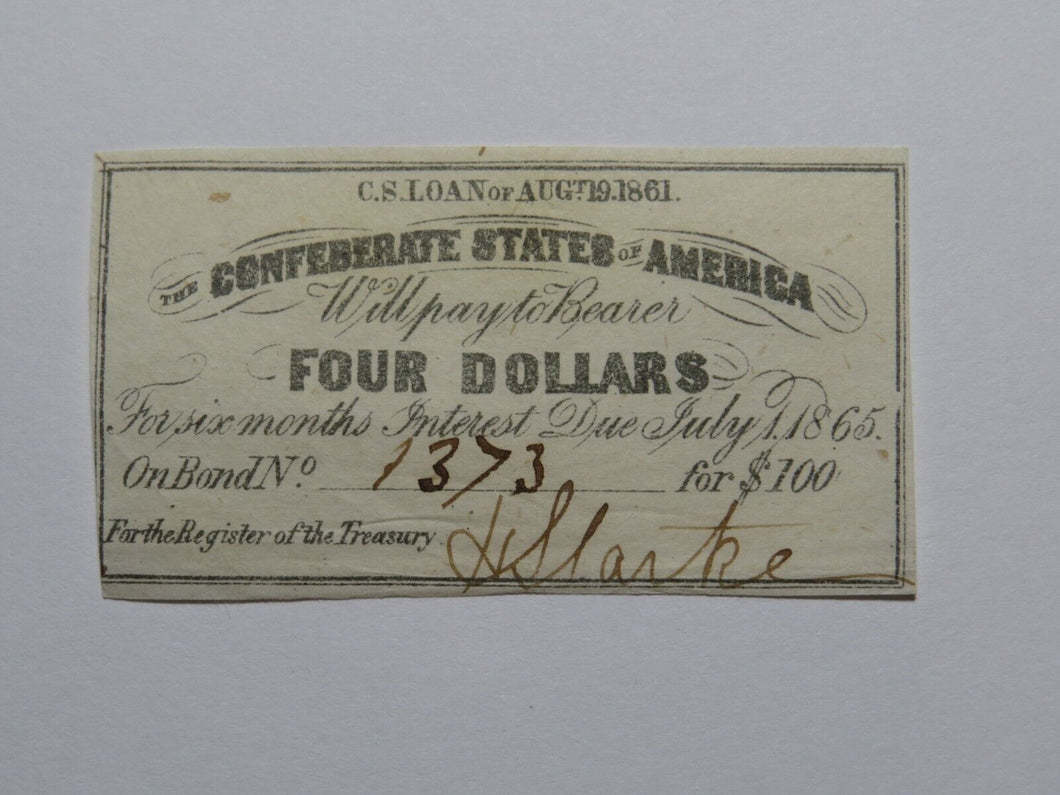 C.S. LOAN OF AUGT. 19. 1861.
THE CONFEDERATE STATES OF AMERICA
Will pay to Bearer
FOUR DOLLARS
For six months Interest Due July 1. 1865.
On Bond No. 1373 for $100
For the Register of the Treasury